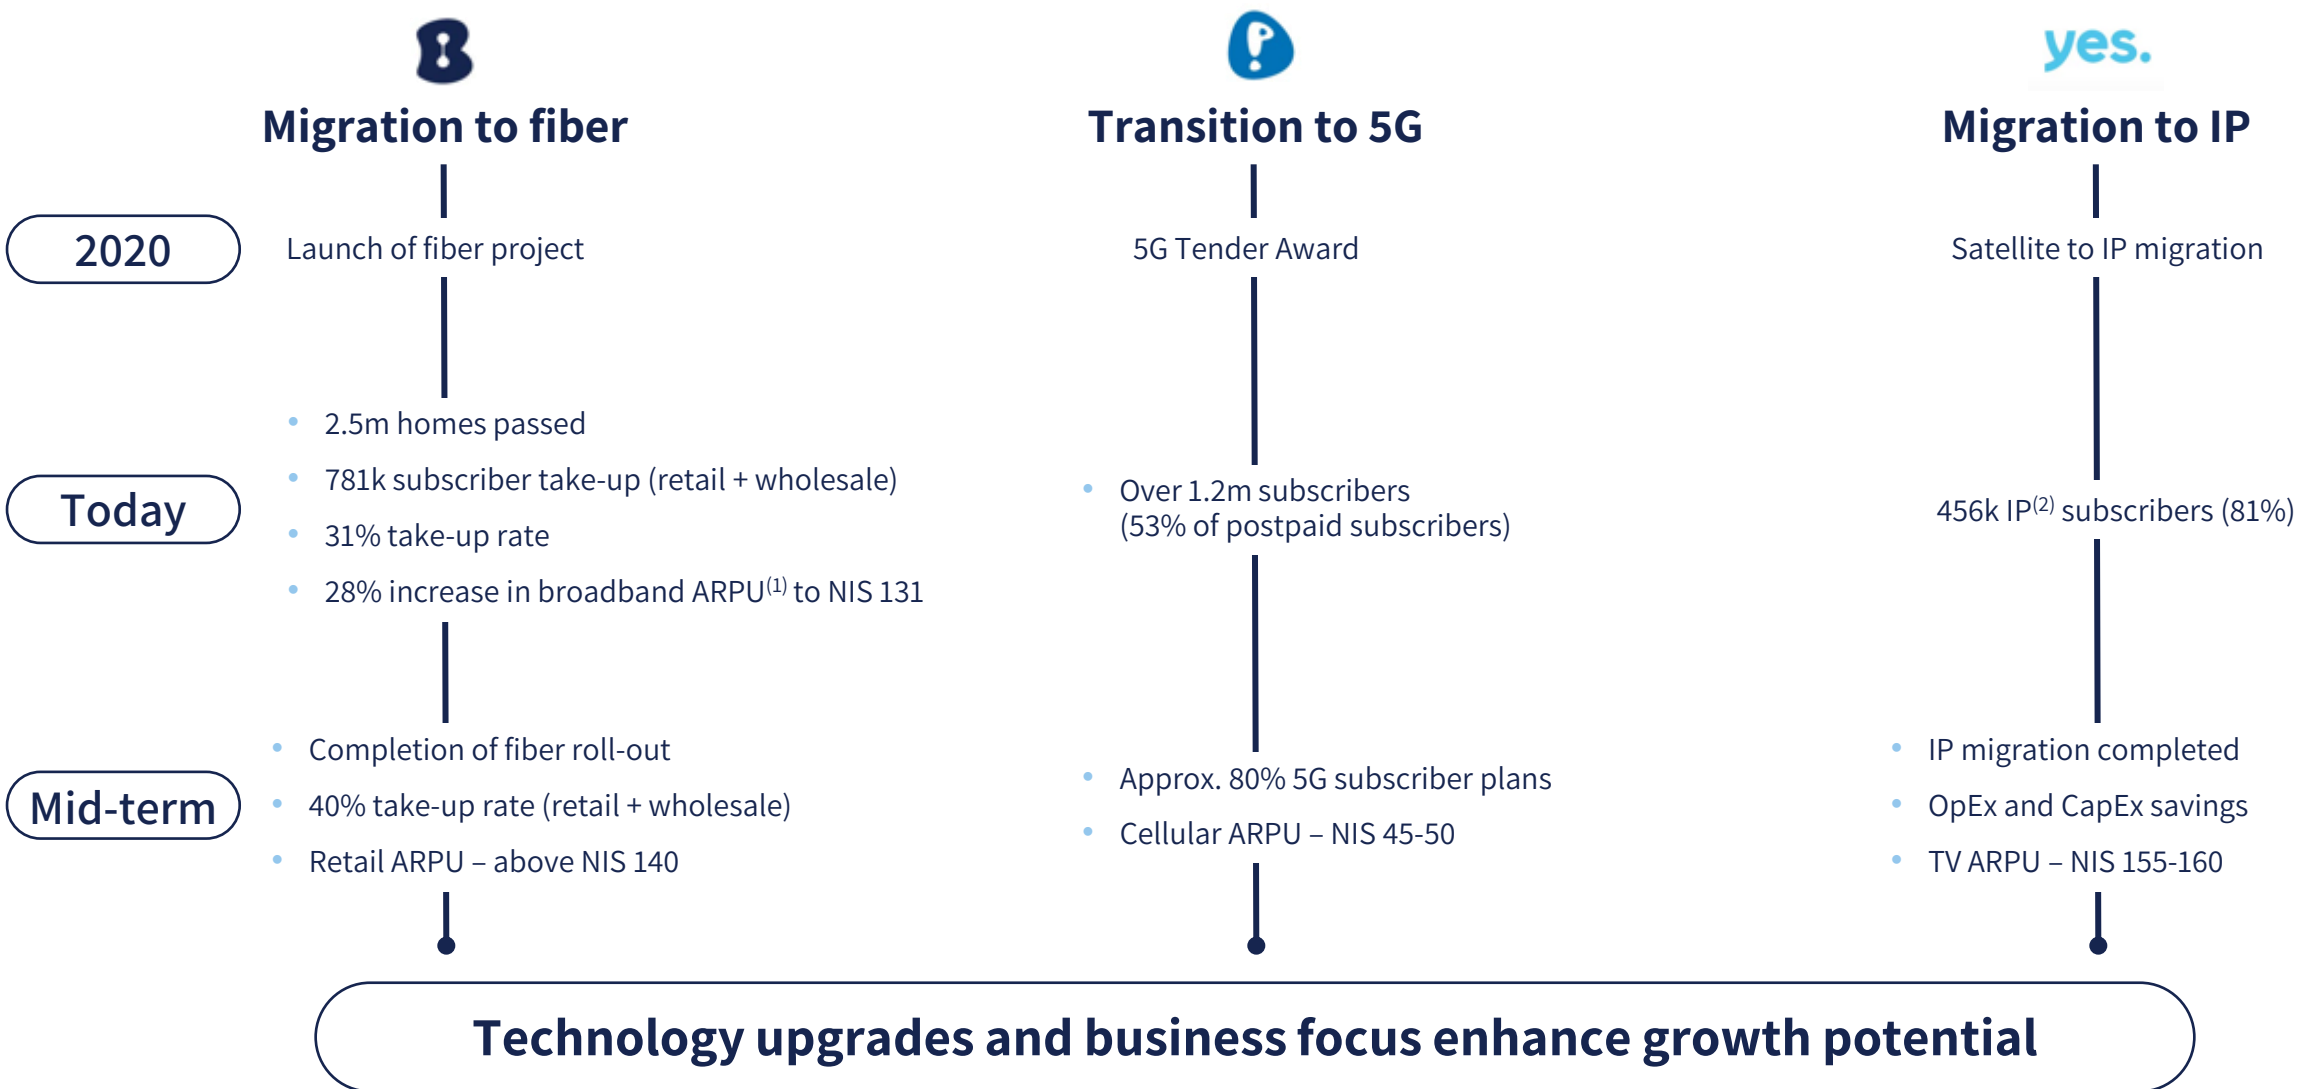 yes.
Migration to fiber
Transition to 5G
Migration to IP
2020
Launch of fiber project
5G Tender Award
Satellite to IP migration
Today
• 2.5m homes passed
• 781k subscriber take-up (retail + wholesale)
• 31% take-up rate
• 28% increase in broadband ARPU(1) to NIS 131
• Over 1.2m subscribers
(53% of postpaid subscribers)
456k IP(2) subscribers (81%)
Mid-term
• Completion of fiber roll-out
• 40% take-up rate (retail + wholesale)
• Retail ARPU – above NIS 140
• Approx. 80% 5G subscriber plans
• Cellular ARPU – NIS 45-50
• IP migration completed
• OpEx and CapEx savings
• TV ARPU – NIS 155-160
Technology upgrades and business focus enhance growth potential